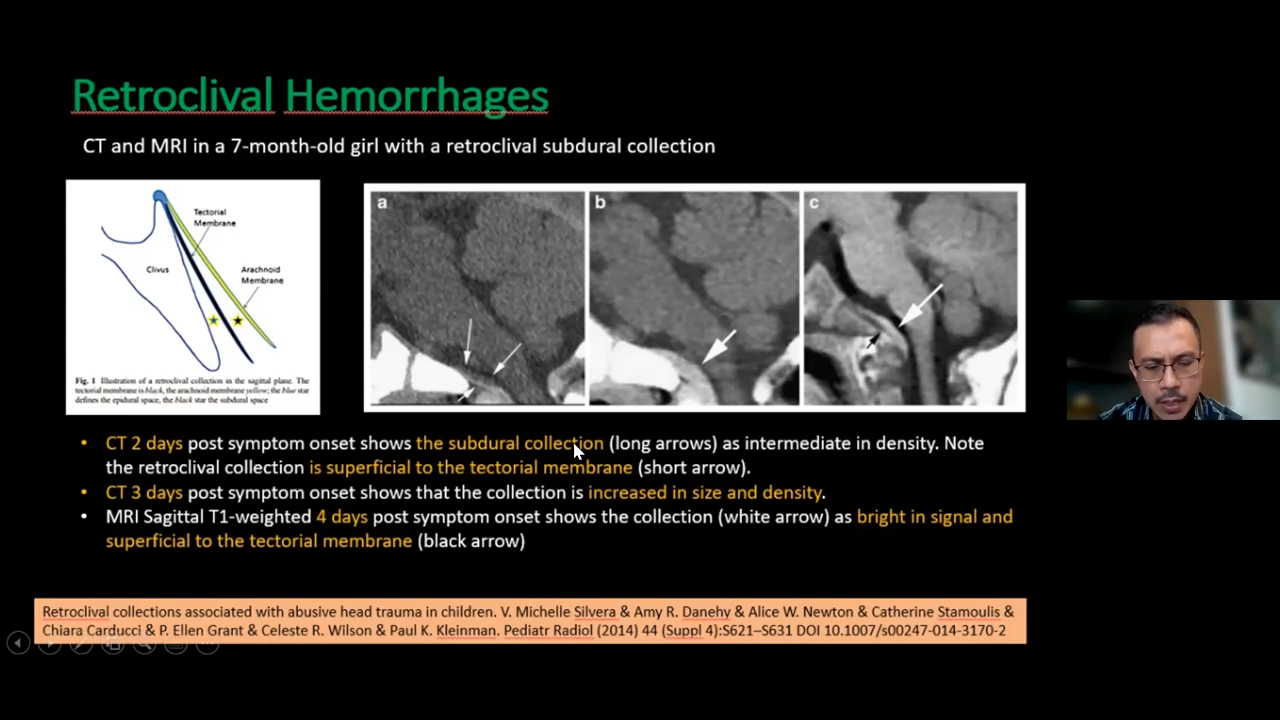 Retroclival Hemorrhages
CT and MRI in a 7-month-old girl with a retroclival subdural collection
Tectorial
Membrane
Clivus
Arachnoid
Membrane
Fig. 1 Illustration of a retroclival collection in the sagittal plane. The
tectorial membrane is black, the arachnoid membrane yellow; the blue star
defines the epidural space, the black star the subdural space
a
b
c
• CT 2 days post symptom onset shows the subdural collection (long arrows) as intermediate in density. Note
the retroclival collection is superficial to the tectorial membrane (short arrow).
• CT 3 days post symptom onset shows that the collection is increased in size and density.
• MRI Sagittal T1-weighted 4 days post symptom onset shows the collection (white arrow) as bright in signal and
superficial to the tectorial membrane (black arrow)
Retroclival collections associated with abusive head trauma in children. V. Michelle Silvera & Amy R. Danehy & Alice W. Newton & Catherine Stamoulis &
Chiara Carducci & P. Ellen Grant & Celeste R. Wilson & Paul K. Kleinman. Pediatr Radiol (2014) 44 (Suppl 4):S621–S631 DOI 10.1007/s00247-014-3170-2